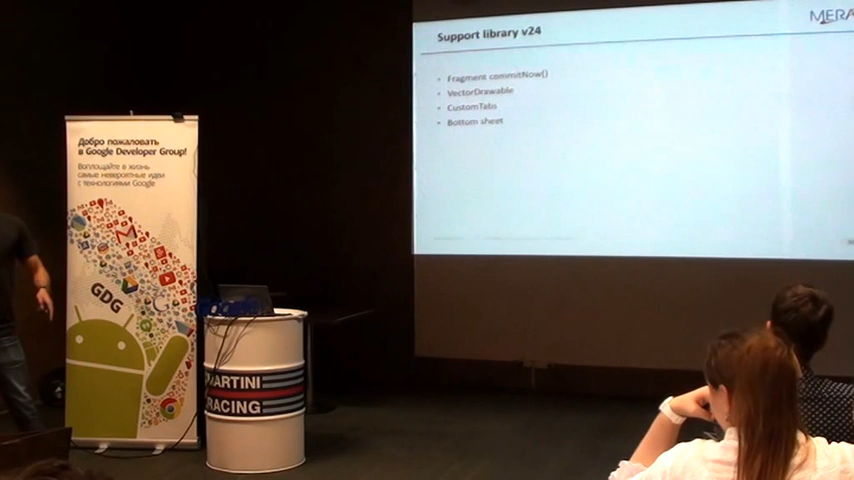 Support library v24
MERA
Fragment commitNow()
VectorDrawable
CustomTabs
Bottom sheet
Добро пожаловать
в Google Developer Group!
Воплощайте в жизнь
самые невероятные идеи
с технологиями Google
GDG
Google
MARTINI
RACING